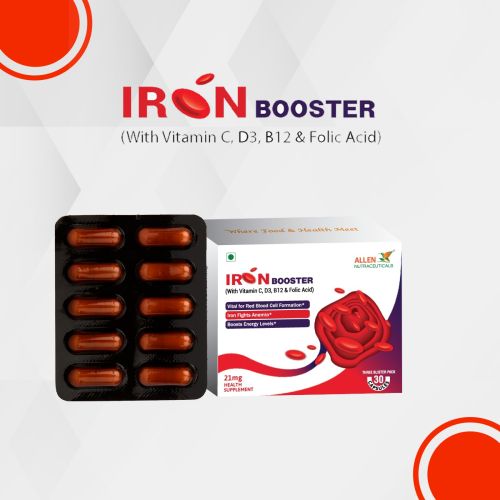 IRON BOOSTER
(With Vitamin C, D3, B12 & Folic Acid)
Where Food & Health Meet
ALLEN
NUTRACEUTICALS
IRON BOOSTER
(With Vitamin C, D3, B12 & Folic Acid)
Vital for Red Blood Cell Formation*
Iron Fights Anaemia*
Boosts Energy Levels*
21mg
HEALTH
SUPPLEMENT
THREE BLISTER PACK
30
CAPSULES